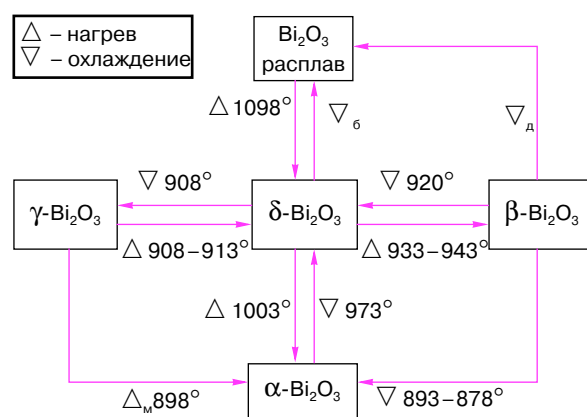 △ – нагрев
▽ – охлаждение
Bi₂O₃
расплав
△ 1098°
▽б
▽д
▽ 908°
▽ 920°
γ-Bi₂O₃
δ-Bi₂O₃
β-Bi₂O₃
△ 908–913°
△ 933–943°
△ 1003°
▽ 973°
α-Bi₂O₃
△м898°
▽ 893–878°